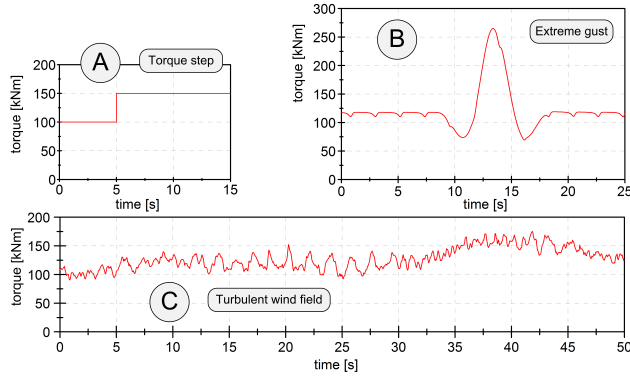 A
Torque step
torque [kNm]
200
150
100
50
0
0 5 10 15
time [s]
B
Extreme gust
torque [kNm]
300
250
200
150
100
50
0
0 5 10 15 20 25
time [s]
C
Turbulent wind field
torque [kNm]
200
150
100
50
0
0 5 10 15 20 25 30 35 40 45 50
time [s]